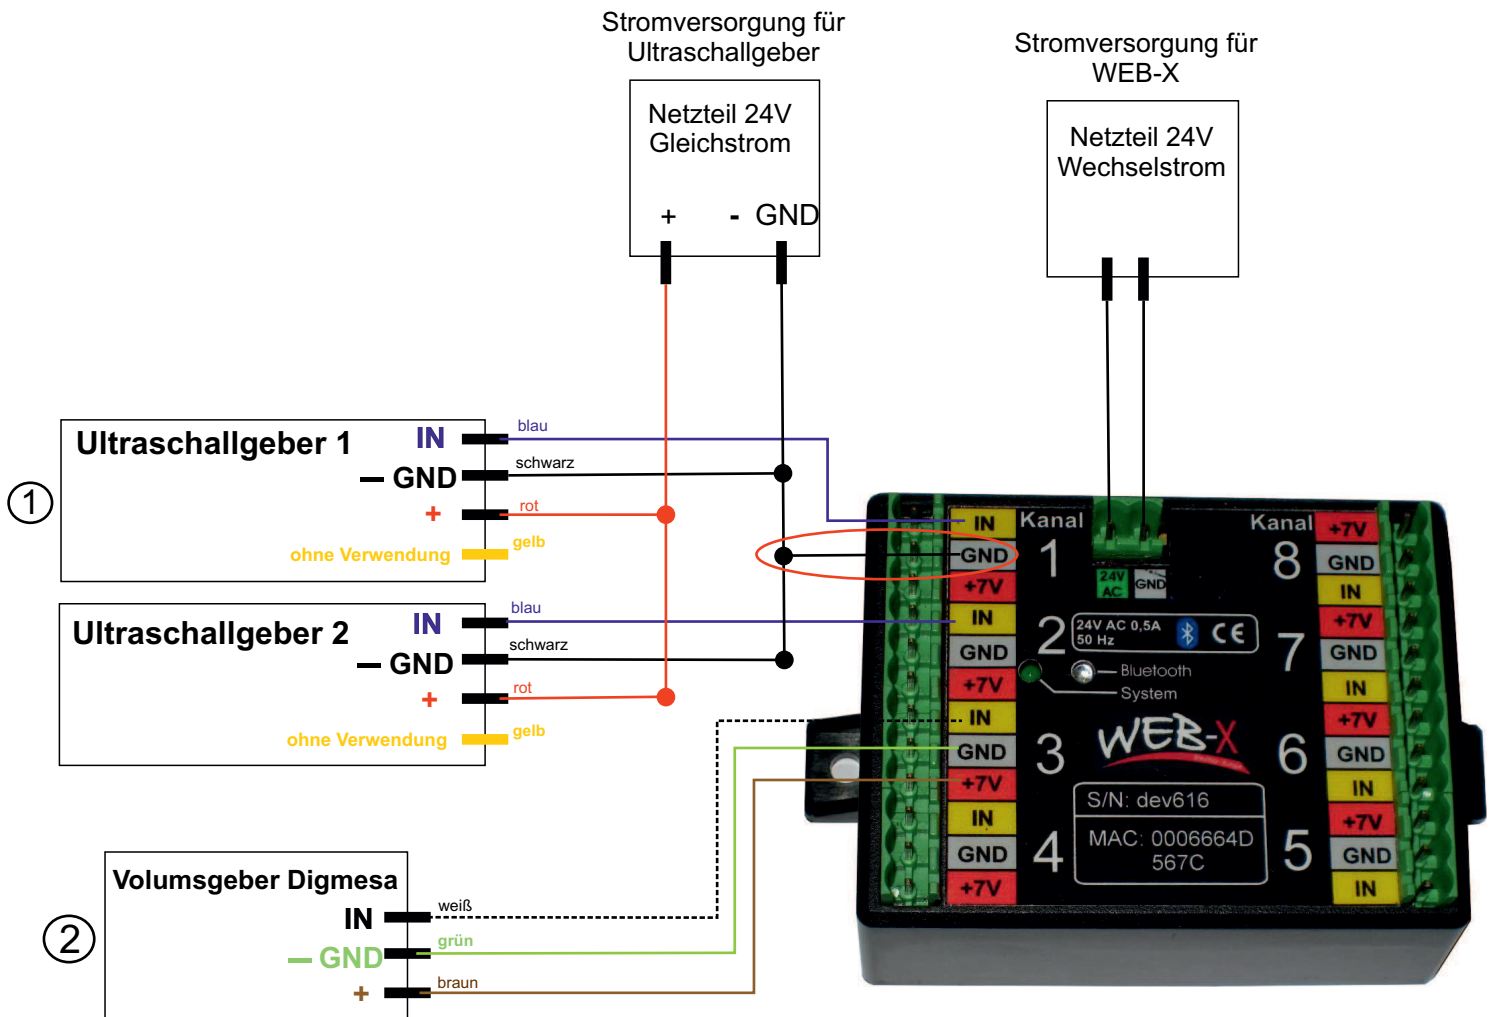 Stromversorgung für
Ultraschallgeber
Netzteil 24V
Gleichstrom
+ - GND
Stromversorgung für
WEB-X
Netzteil 24V
Wechselstrom
1
Ultraschallgeber 1
IN blau
– GND schwarz
+ rot
ohne Verwendung gelb
Ultraschallgeber 2
IN blau
– GND schwarz
+ rot
ohne Verwendung gelb
2
Volumsgeber Digmesa
IN weiß
– GND grün
+ braun
IN
GND
+7V
IN
GND
+7V
IN
GND
+7V
IN
GND
+7V
Kanal
1
2
3
4
24V
AC
GND
24V AC 0,5A
50 Hz
CE
Bluetooth
System
WEB-X
S/N: dev616
MAC: 0006664D
567C
Kanal
8
7
6
5
+7V
GND
IN
+7V
GND
IN
+7V
GND
IN
+7V
GND
IN